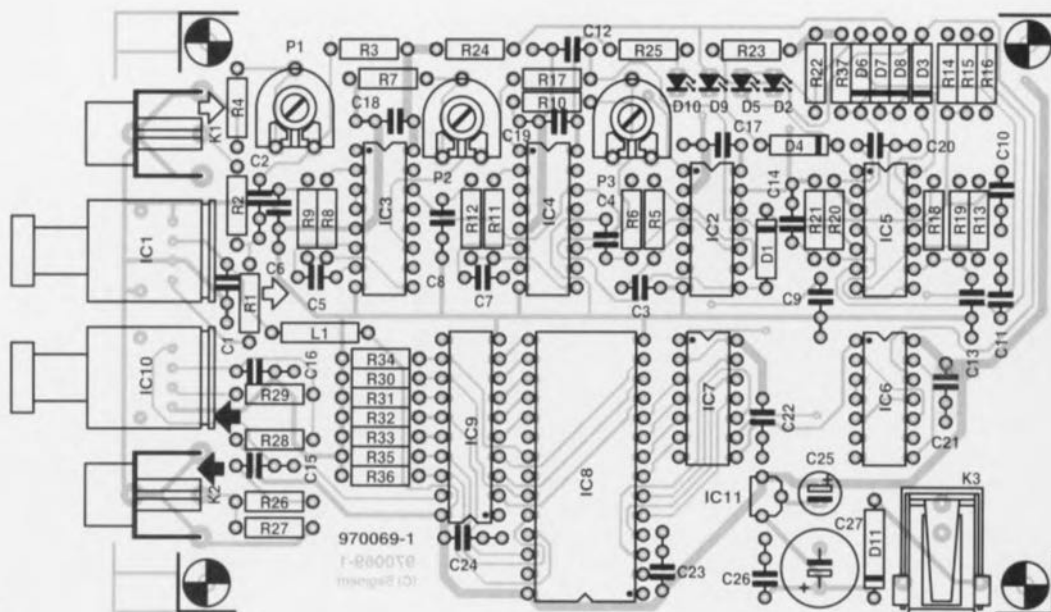 P1
R3
R24
C12
R25
R23
R22
R37
D6
D7
D8
D3
R14
R15
R16
R4
R7
R17
R10
D10
D9
D5
D2
K1
C18
C19
C17
D4
C20
C10
C2
R2
R9
R8
IC3
P2
R12
R11
IC4
P3
C4
R6
R5
IC2
C14
D1
R21
R20
IC5
R18
R19
R13
IC1
C6
R1
C5
C8
C7
C3
C9
C13
C11
C1
L1
IC10
C16
R34
R30
R29
R31
R32
R28
R33
C15
R35
R36
K2
R26
R27
IC9
IC8
IC7
C22
IC6
C21
IC11
C25
K3
970069-1
970069-1
(C) Segment
C24
C23
C26
C27
D11
+
+